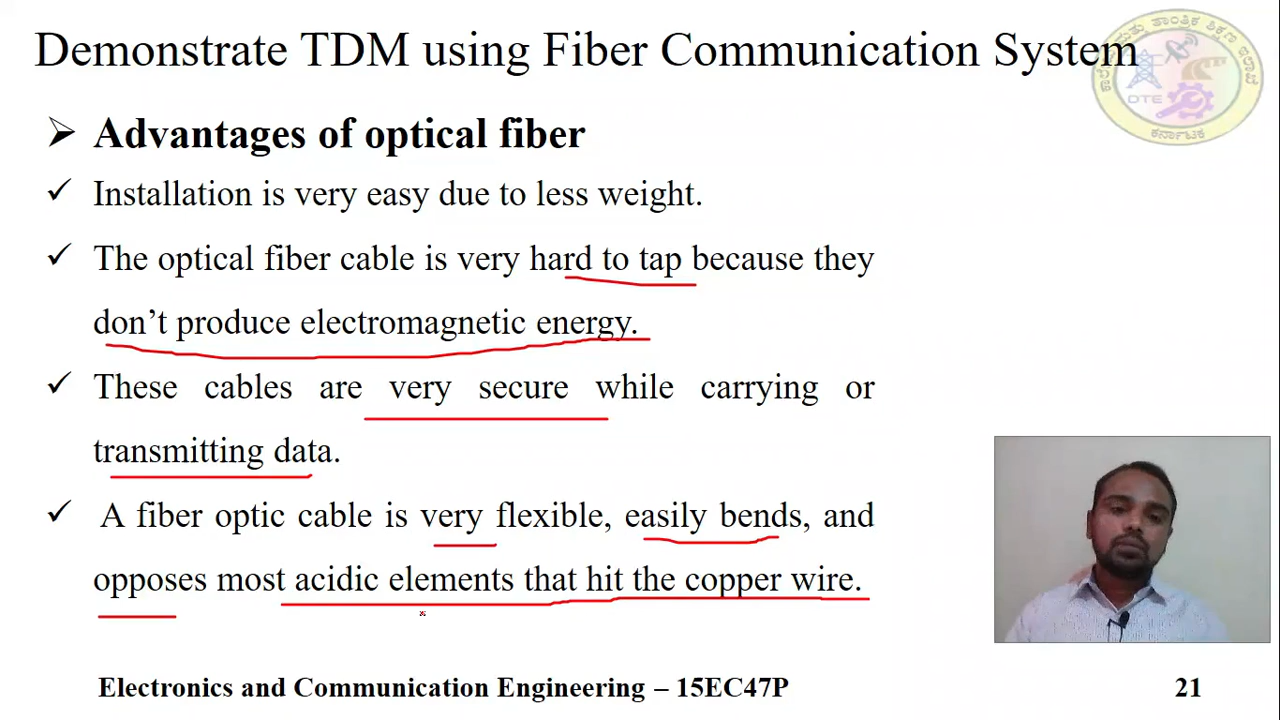 Demonstrate TDM using Fiber Communication System
Advantages of optical fiber
Installation is very easy due to less weight.
The optical fiber cable is very hard to tap because they
don’t produce electromagnetic energy.
These cables are very secure while carrying or
transmitting data.
A fiber optic cable is very flexible, easily bends, and
opposes most acidic elements that hit the copper wire.
DTE
ಕರ್ನಾಟಕ
Electronics and Communication Engineering – 15EC47P
21